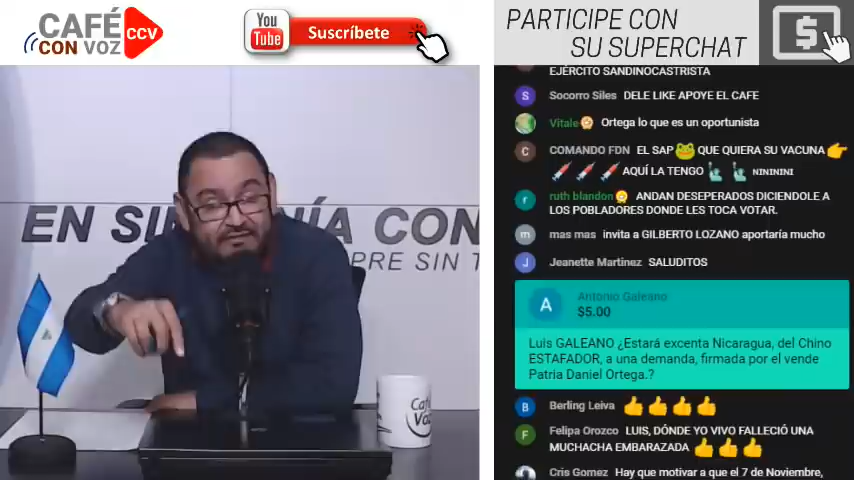 CAFÉ
CON VOZ
CCV
You
Tube
Suscríbete
PARTICIPE CON
SU SUPERCHAT
$
EN SI NÍA CON
PRE SIN T
Café
Voz
EJÉRCITO SANDINOCASTRISTA
S Socorro Siles DELE LIKE APOYE EL CAFE
Vitale Ortega lo que es un oportunista
C COMANDO FDN EL SAP🐸 QUE QUIERA SU VACUNA👉
💉💉💉AQUÍ LA TENGO🗽🗽ɴɪɴɪɴɪɴɪ
r ruth blandon ANDAN DESEPERADOS DICIENDOLE A
LOS POBLADORES DONDE LES TOCA VOTAR.
m mas mas invita a GILBERTO LOZANO aportaría mucho
J Jeanette Martinez SALUDITOS
A Antonio Galeano
$5.00
Luis GALEANO ¿Estará excenta Nicaragua, del Chino
ESTAFADOR, a una demanda, firmada por el vende
Patria Daniel Ortega.?
B Berling Leiva 👍👍👍👍
F Felipa Orozco LUIS, DÓNDE YO VIVO FALLECIÓ UNA
MUCHACHA EMBARAZADA👍👍👍
Cris Gomez Hay que motivar a que el 7 de Noviembre,